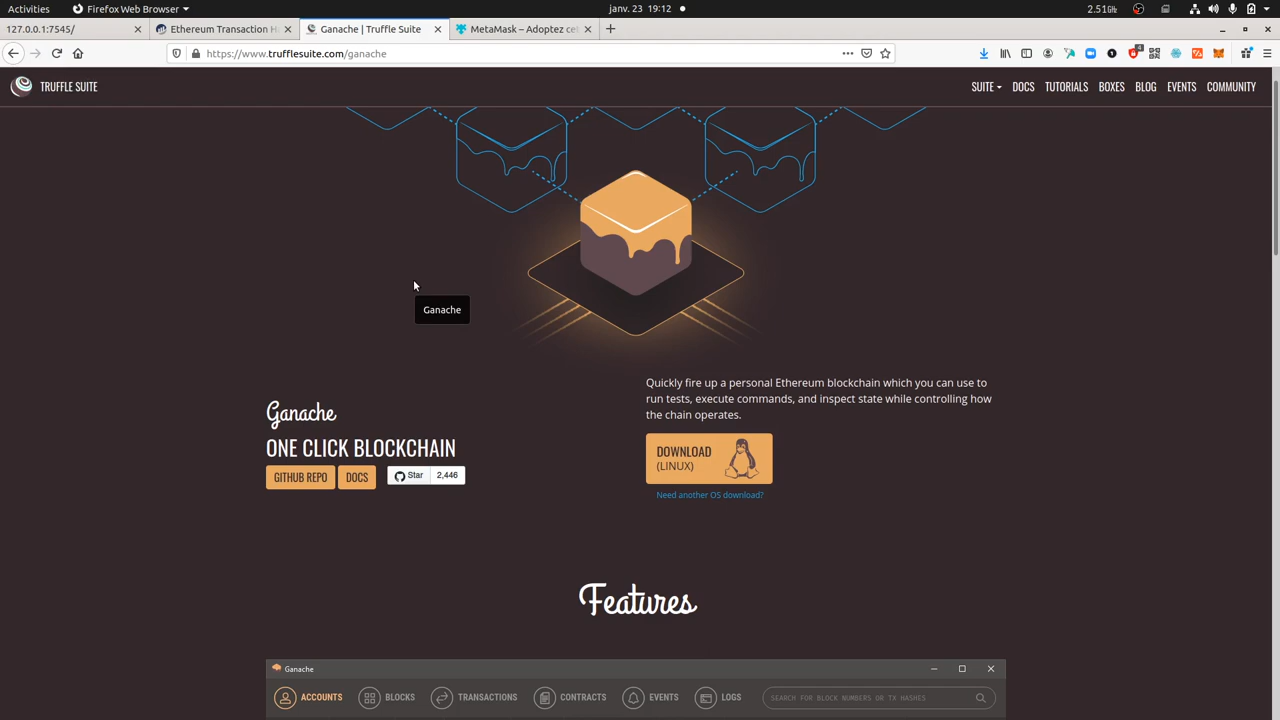 Activities
Firefox Web Browser
janv. 23 19:12
2.51 GiB
127.0.0.1:7545/
Ethereum Transaction H
Ganache | Truffle Suite
MetaMask – Adoptez ce
https://www.trufflesuite.com/ganache
4
TRUFFLE SUITE
SUITE
DOCS
TUTORIALS
BOXES
BLOG
EVENTS
COMMUNITY
Ganache
Quickly fire up a personal Ethereum blockchain which you can use to
run tests, execute commands, and inspect state while controlling how
the chain operates.
Ganache
ONE CLICK BLOCKCHAIN
GITHUB REPO
DOCS
Star
2,446
DOWNLOAD
(LINUX)
Need another OS download?
Features
Ganache
ACCOUNTS
BLOCKS
TRANSACTIONS
CONTRACTS
EVENTS
LOGS
SEARCH FOR BLOCK NUMBERS OR TX HASHES